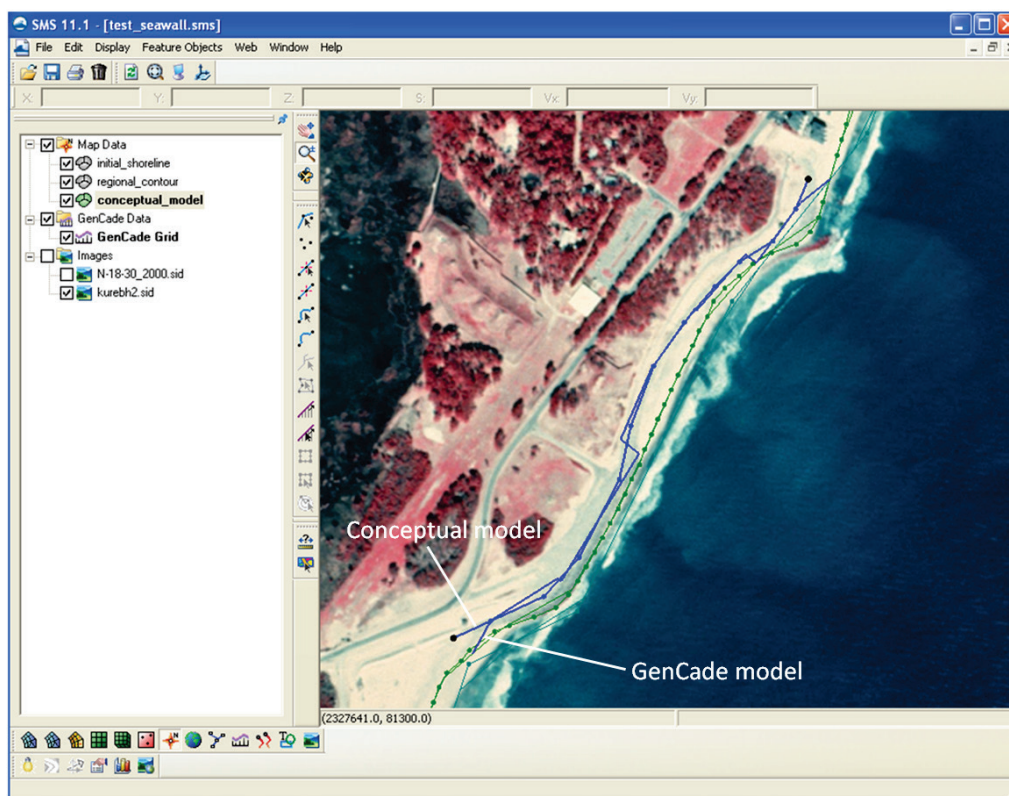 SMS 11.1 - [test_seawall.sms]
File Edit Display Feature Objects Web Window Help
X: Y: Z: S: Vx: Vy:
Map Data
initial_shoreline
regional_contour
conceptual_model
GenCade Data
GenCade Grid
Images
N-18-30_2000.sid
kurebh2.sid
Conceptual model
GenCade model
(2327641.0, 81300.0)